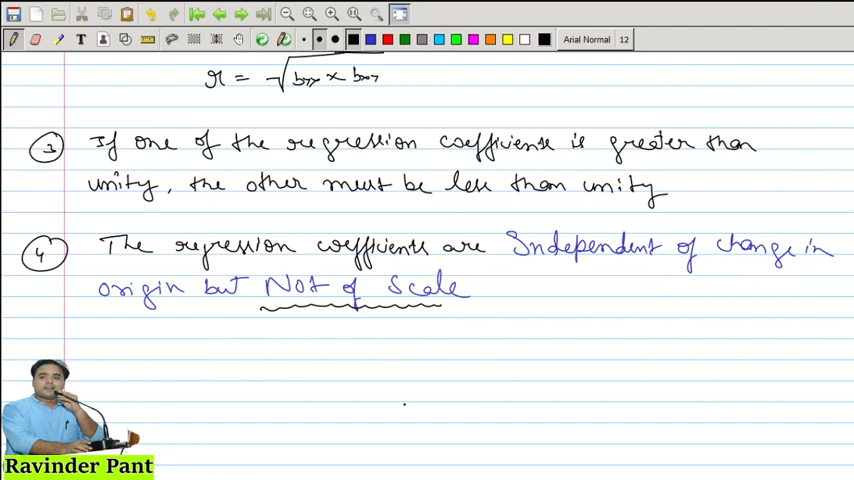 Arial Normal 12
r = √byx × bxy
③ If one of the regression coefficients is greater than
unity, the other must be less than unity
④ The regression coefficients are Independent of change in
origin but Not of Scale
Ravinder Pant